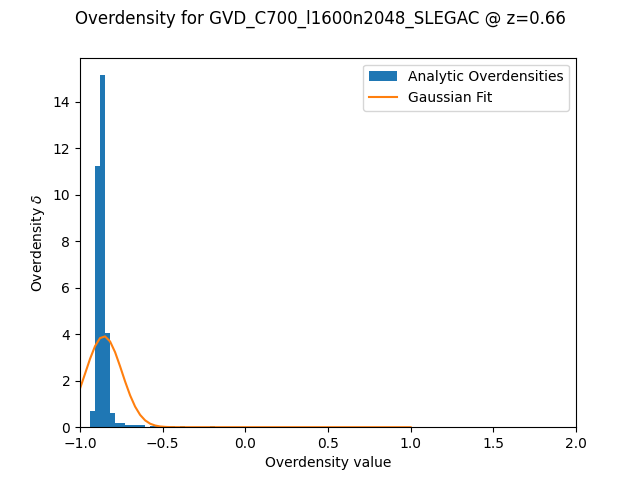 Overdensity for GVD_C700_l1600n2048_SLEGAC @ z=0.66
Analytic Overdensities
Gaussian Fit
Overdensity δ
14
12
10
8
6
4
2
0
−1.0 −0.5 0.0 0.5 1.0 1.5 2.0
Overdensity value